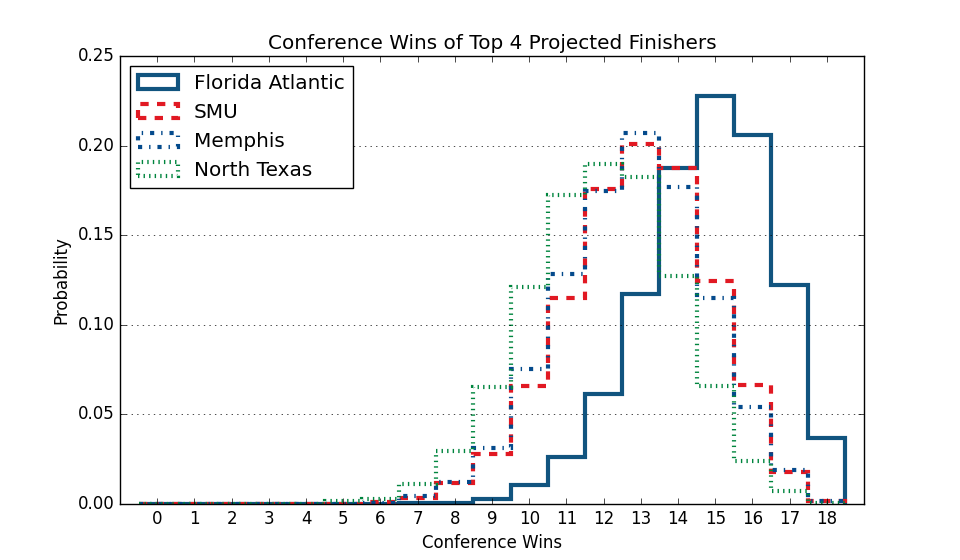 Conference Wins of Top 4 Projected Finishers
0.25
0.20
0.15
0.10
0.05
0.00
Probability
Florida Atlantic
SMU
Memphis
North Texas
0 1 2 3 4 5 6 7 8 9 10 11 12 13 14 15 16 17 18
Conference Wins